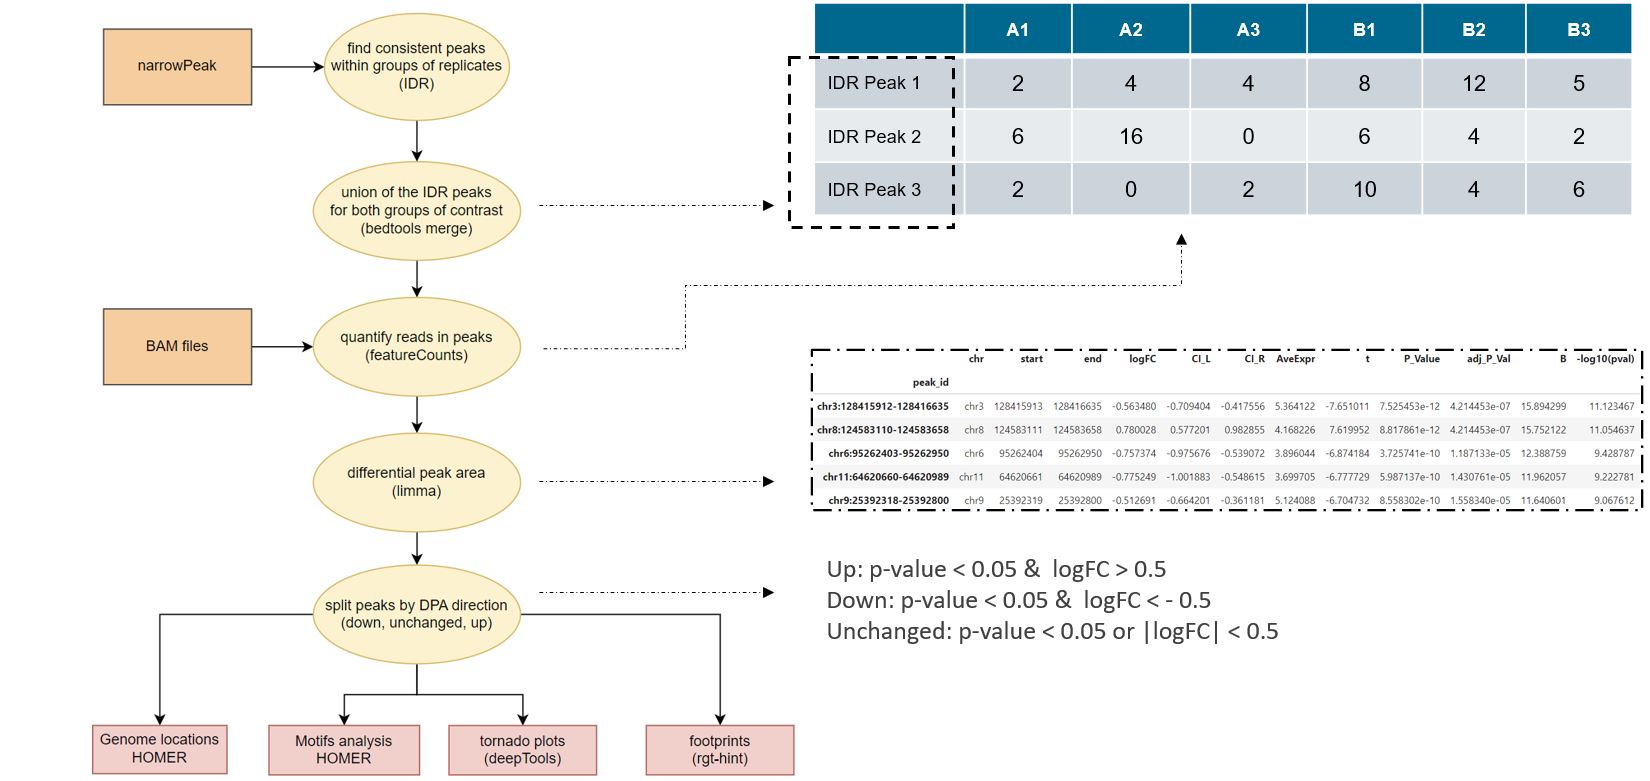 narrowPeak
find consistent peaks
within groups of replicates
(IDR)
union of the IDR peaks
for both groups of contrast
(bedtools merge)
BAM files
quantify reads in peaks
(featureCounts)
differential peak area
(limma)
split peaks by DPA direction
(down, unchanged, up)
Genome locations
HOMER
Motifs analysis
HOMER
tornado plots
(deepTools)
footprints
(rgt-hint)
A1 A2 A3 B1 B2 B3
IDR Peak 1 2 4 4 8 12 5
IDR Peak 2 6 16 0 6 4 2
IDR Peak 3 2 0 2 10 4 6
chr start end logFC CI_L CI_R AveExpr t P_Value adj_P_Val B -log10(pval)
peak_id
chr3:128415912-128416635 chr3 128415913 128416635 -0.563480 -0.709404 -0.417556 5.364122 -7.651011 7.525453e-12 4.214453e-07 15.894299 11.123467
chr8:124583110-124583658 chr8 124583111 124583658 0.780028 0.577201 0.982855 4.168226 7.619952 8.817861e-12 4.214453e-07 15.752122 11.054637
chr6:95262403-95262950 chr6 95262404 95262950 -0.757374 -0.975676 -0.539072 3.896044 -6.874184 3.725741e-10 1.187133e-05 12.388759 9.428787
chr11:64620660-64620989 chr11 64620661 64620989 -0.775249 -1.001883 -0.548615 3.699705 -6.777729 5.987137e-10 1.430761e-05 11.962057 9.222781
chr9:25392318-25392800 chr9 25392319 25392800 -0.512691 -0.664201 -0.361181 5.124088 -6.704732 8.558302e-10 1.558340e-05 11.640601 9.067612
Up: p-value < 0.05 & logFC > 0.5
Down: p-value < 0.05 & logFC < - 0.5
Unchanged: p-value < 0.05 or |logFC| < 0.5